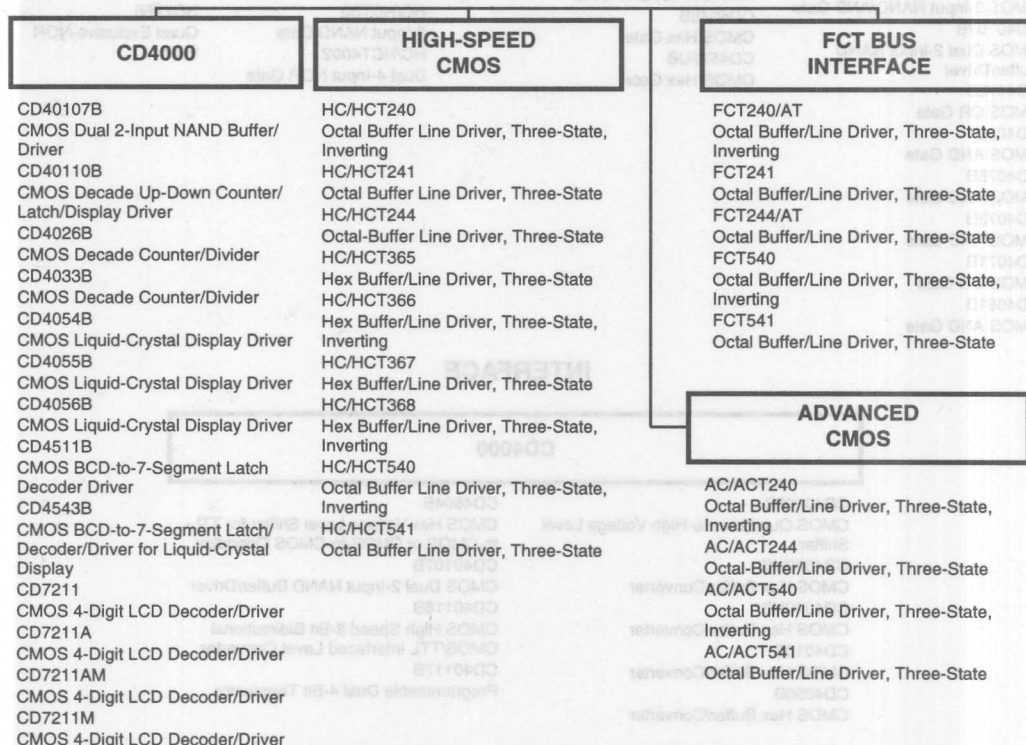 CD4000
CD40107B
CMOS Dual 2-Input NAND Buffer/
Driver
CD40110B
CMOS Decade Up-Down Counter/
Latch/Display Driver
CD4026B
CMOS Decade Counter/Divider
CD4033B
CMOS Decade Counter/Divider
CD4054B
CMOS Liquid-Crystal Display Driver
CD4055B
CMOS Liquid-Crystal Display Driver
CD4056B
CMOS Liquid-Crystal Display Driver
CD4511B
CMOS BCD-to-7-Segment Latch
Decoder Driver
CD4543B
CMOS BCD-to-7-Segment Latch/
Decoder/Driver for Liquid-Crystal
Display
CD7211
CMOS 4-Digit LCD Decoder/Driver
CD7211A
CMOS 4-Digit LCD Decoder/Driver
CD7211AM
CMOS 4-Digit LCD Decoder/Driver
CD7211M
CMOS 4-Digit LCD Decoder/Driver
HIGH-SPEED
CMOS
HC/HCT240
Octal Buffer Line Driver, Three-State,
Inverting
HC/HCT241
Octal Buffer Line Driver, Three-State
HC/HCT244
Octal-Buffer Line Driver, Three-State
HC/HCT365
Hex Buffer/Line Driver, Three-State
HC/HCT366
Hex Buffer/Line Driver, Three-State,
Inverting
HC/HCT367
Hex Buffer/Line Driver, Three-State
HC/HCT368
Hex Buffer/Line Driver, Three-State,
Inverting
HC/HCT540
Octal Buffer Line Driver, Three-State,
Inverting
HC/HCT541
Octal Buffer Line Driver, Three-State
FCT BUS
INTERFACE
FCT240/AT
Octal Buffer/Line Driver, Three-State,
Inverting
FCT241
Octal Buffer/Line Driver, Three-State
FCT244/AT
Octal Buffer/Line Driver, Three-State
FCT540
Octal Buffer/Line Driver, Three-State,
Inverting
FCT541
Octal Buffer/Line Driver, Three-State
ADVANCED
CMOS
AC/ACT240
Octal Buffer/Line Driver, Three-State,
Inverting
AC/ACT244
Octal-Buffer/Line Driver, Three-State
AC/ACT540
Octal Buffer/Line Driver, Three-State,
Inverting
AC/ACT541
Octal Buffer/Line Driver, Three-State